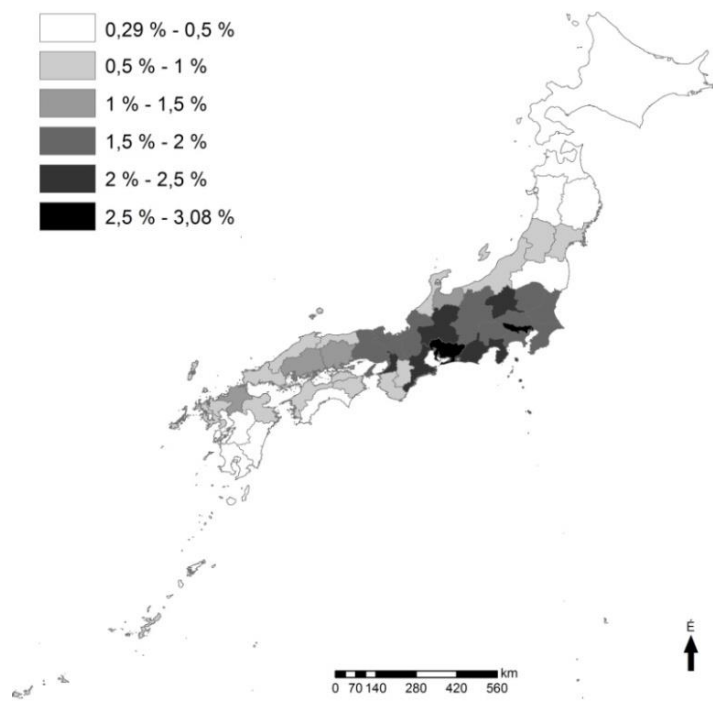 0,29 % - 0,5 %
0,5 % - 1 %
1 % - 1,5 %
1,5 % - 2 %
2 % - 2,5 %
2,5 % - 3,08 %
É
km
0 70 140 280 420 560